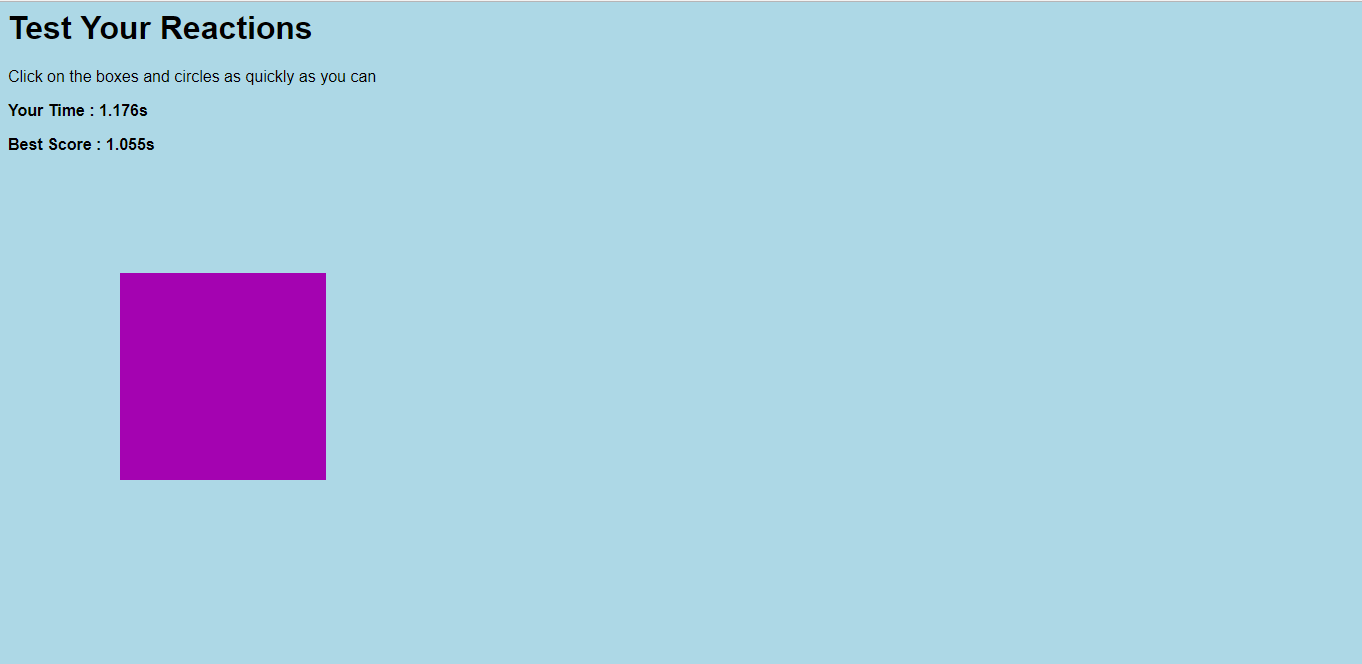 Test Your Reactions
Click on the boxes and circles as quickly as you can
Your Time : 1.176s
Best Score : 1.055s